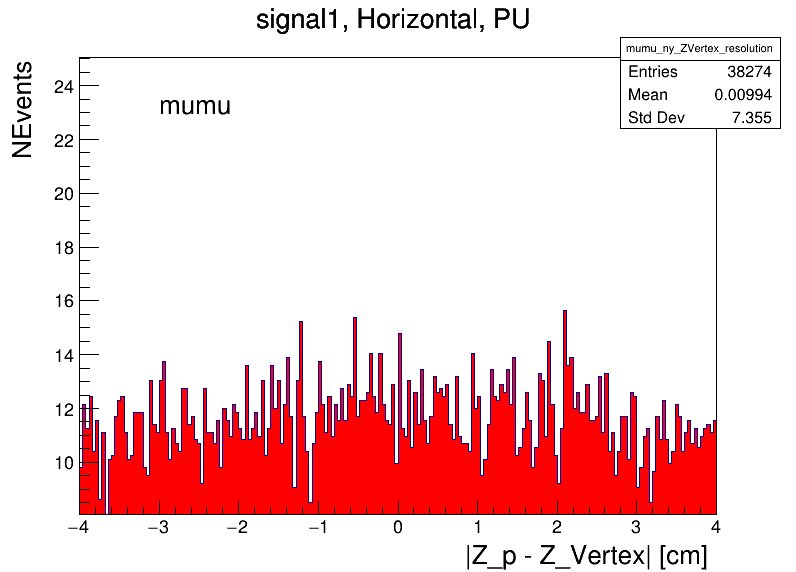 signal1, Horizontal, PU
mumu_ny_ZVertex_resolution
Entries 38274
Mean 0.00994
Std Dev 7.355
NEvents
mumu
24
22
20
18
16
14
12
10
−4 −3 −2 −1 0 1 2 3 4
|Z_p - Z_Vertex| [cm]